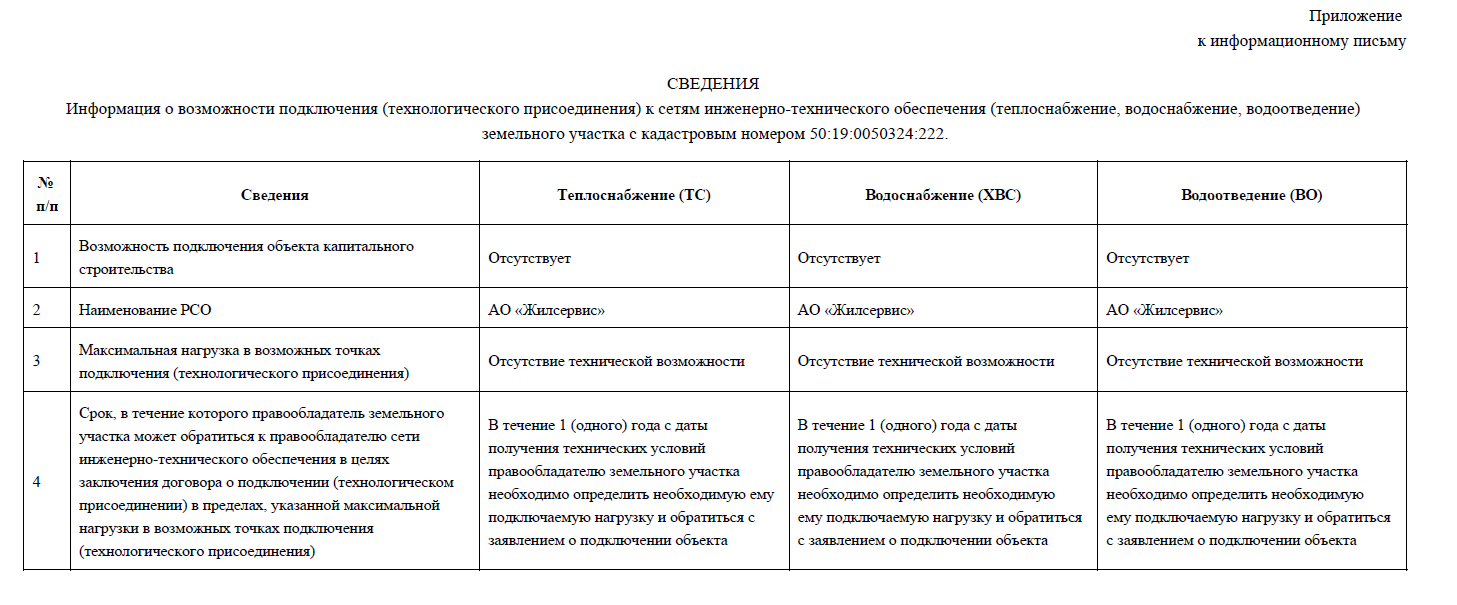 Приложение
к информационному письму
СВЕДЕНИЯ
Информация о возможности подключения (технологического присоединения) к сетям инженерно-технического обеспечения (теплоснабжение, водоснабжение, водоотведение)
земельного участка с кадастровым номером 50:19:0050324:222.
№
п/п
Сведения
Теплоснабжение (ТС)
Водоснабжение (ХВС)
Водоотведение (ВО)
1
Возможность подключения объекта капитального
строительства
Отсутствует
Отсутствует
Отсутствует
2
Наименование РСО
АО «Жилсервис»
АО «Жилсервис»
АО «Жилсервис»
3
Максимальная нагрузка в возможных точках
подключения (технологического присоединения)
Отсутствие технической возможности
Отсутствие технической возможности
Отсутствие технической возможности
4
Срок, в течение которого правообладатель земельного
участка может обратиться к правообладателю сети
инженерно-технического обеспечения в целях
заключения договора о подключении (технологическом
присоединении) в пределах, указанной максимальной
нагрузки в возможных точках подключения
(технологического присоединения)
В течение 1 (одного) года с даты
получения технических условий
правообладателю земельного участка
необходимо определить необходимую ему
подключаемую нагрузку и обратиться с
заявлением о подключении объекта
В течение 1 (одного) года с даты
получения технических условий
правообладателю земельного участка
необходимо определить необходимую
ему подключаемую нагрузку и обратиться
с заявлением о подключении объекта
В течение 1 (одного) года с даты
получения технических условий
правообладателю земельного участка
необходимо определить необходимую
ему подключаемую нагрузку и обратиться
с заявлением о подключении объекта